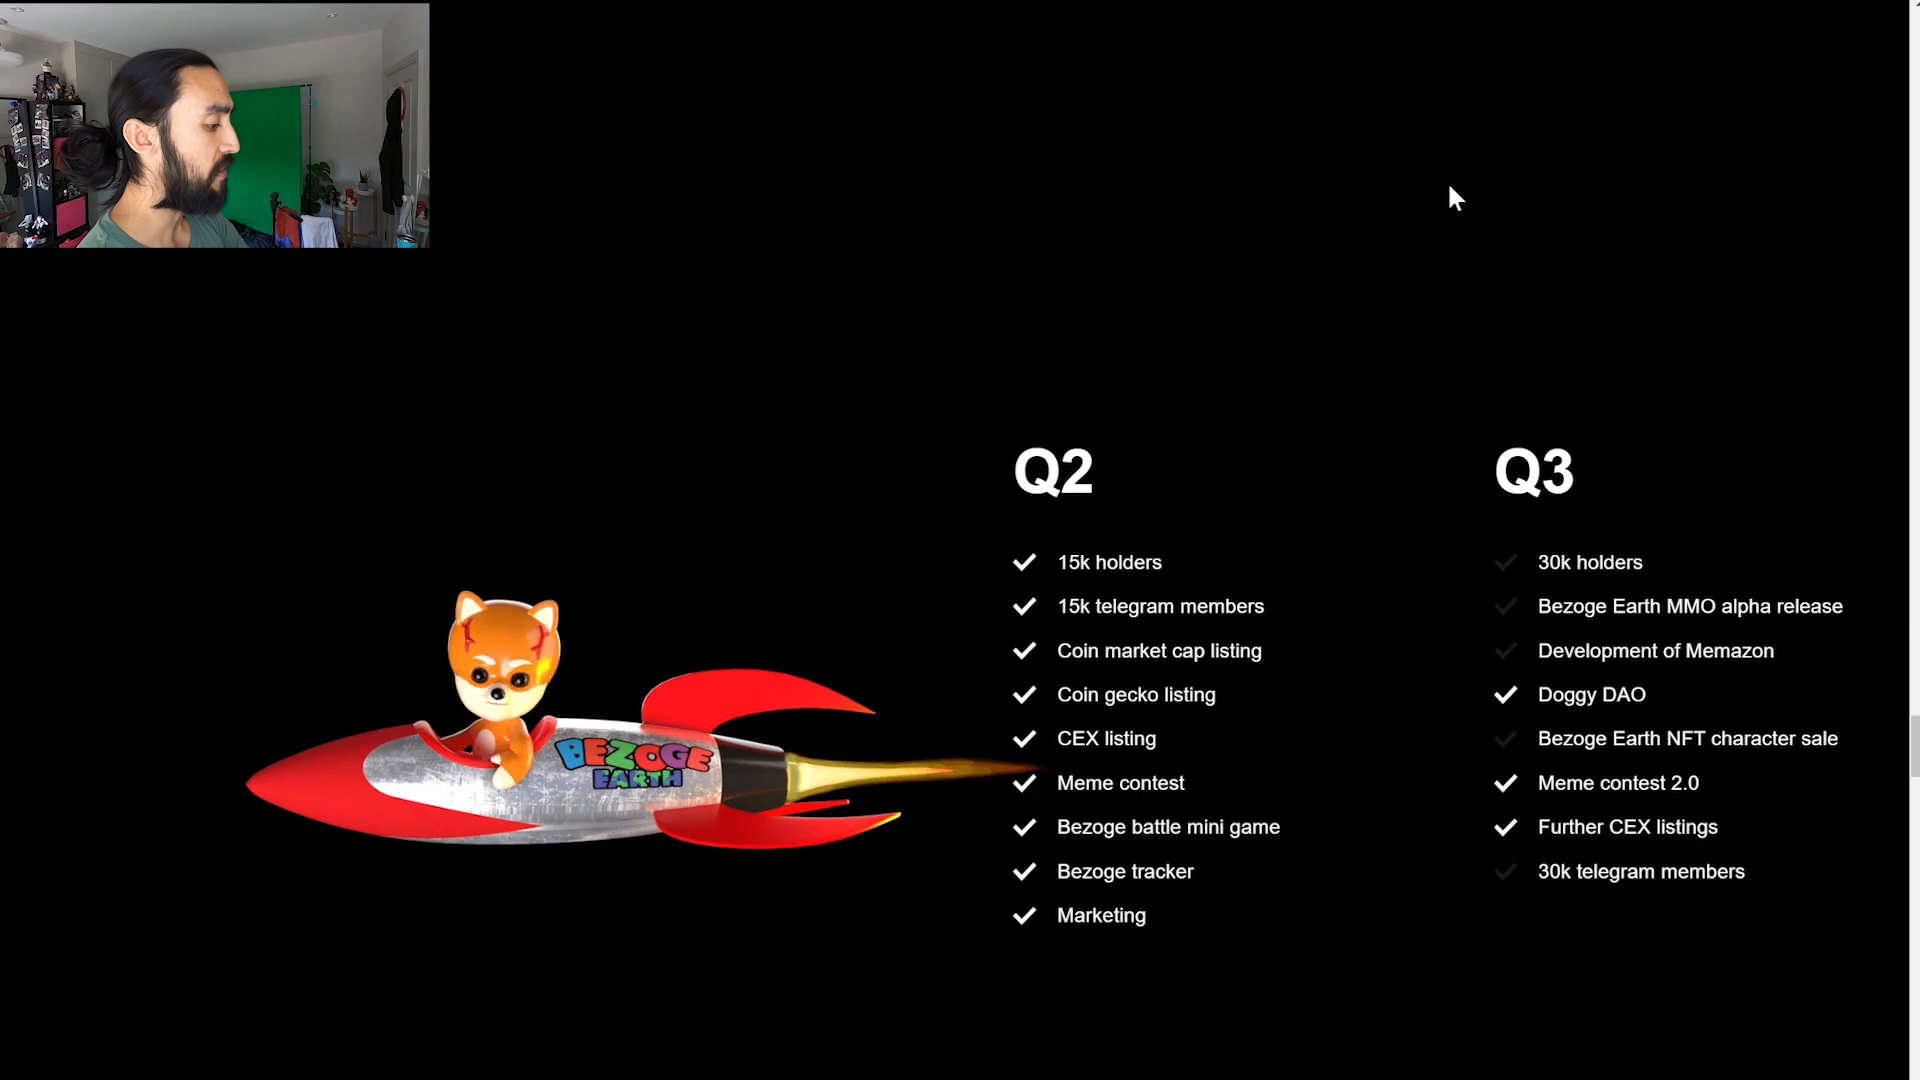 Q2
15k holders
15k telegram members
Coin market cap listing
Coin gecko listing
CEX listing
Meme contest
Bezoge battle mini game
Bezoge tracker
Marketing
Q3
30k holders
Bezoge Earth MMO alpha release
Development of Memazon
Doggy DAO
Bezoge Earth NFT character sale
Meme contest 2.0
Further CEX listings
30k telegram members
BEZOGE
EARTH